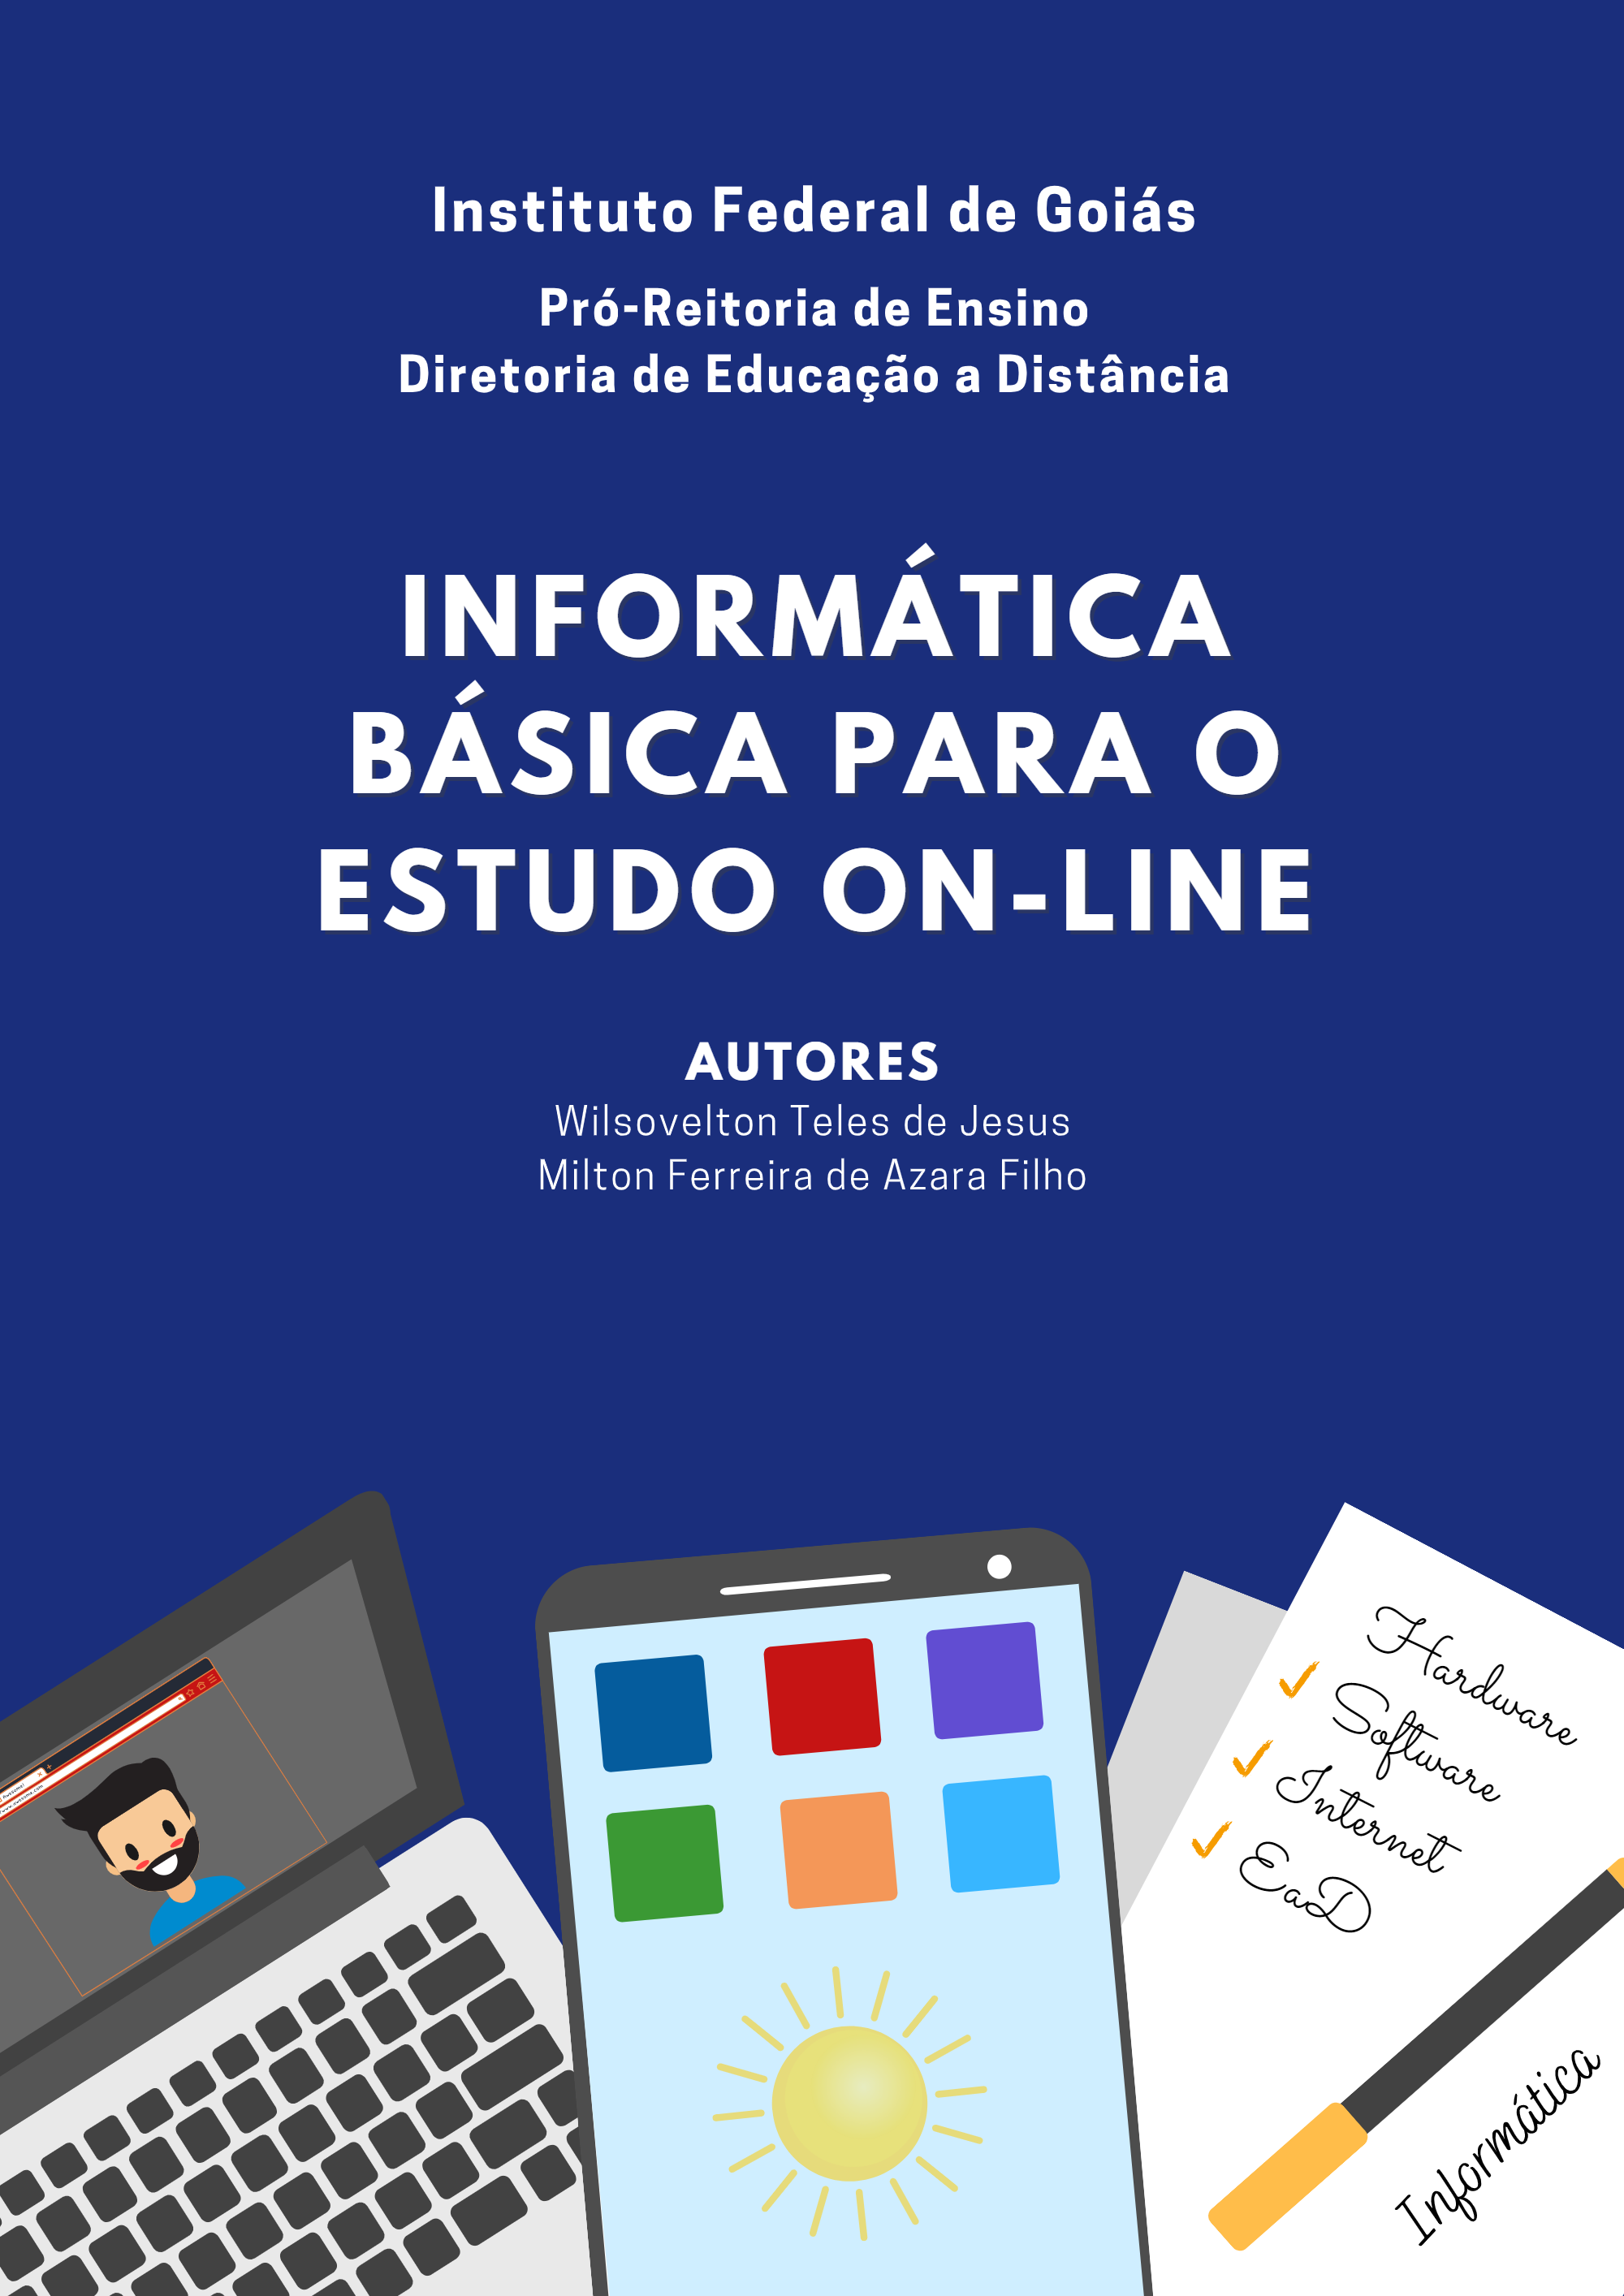 Instituto Federal de Goiás
Pró-Reitoria de Ensino
Diretoria de Educação a Distância
INFORMÁTICA
BÁSICA PARA O
ESTUDO ON-LINE
AUTORES
Wilsovelton Teles de Jesus
Milton Ferreira de Azara Filho
Hardware
Software
Internet
EaD
Informática